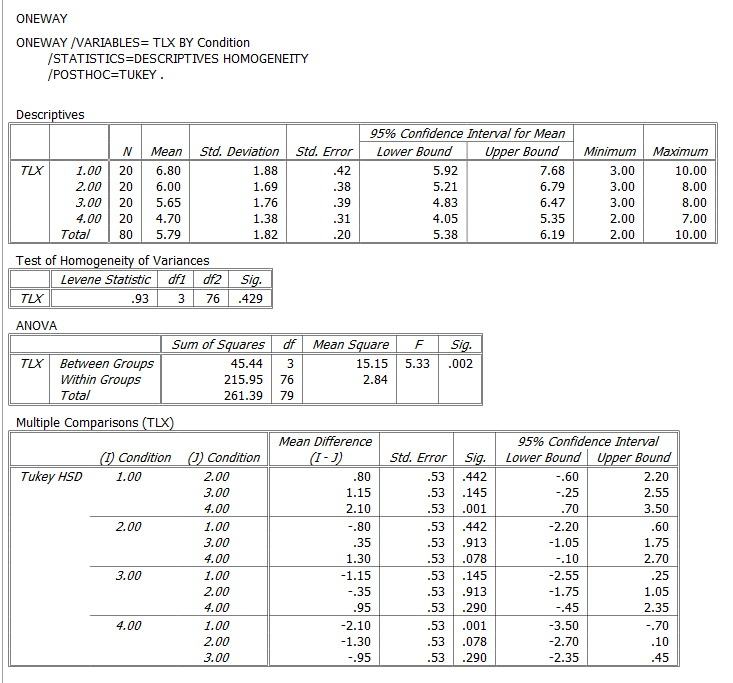 ONEWAY
ONEWAY /VARIABLES= TLX BY Condition
/STATISTICS=DESCRIPTIVES HOMOGENEITY
/POSTHOC=TUKEY .
Descriptives
95% Confidence Interval for Mean
N Mean Std. Deviation Std. Error Lower Bound Upper Bound Minimum Maximum
TLX 1.00 20 6.80 1.88 .42 5.92 7.68 3.00 10.00
2.00 20 6.00 1.69 .38 5.21 6.79 3.00 8.00
3.00 20 5.65 1.76 .39 4.83 6.47 3.00 8.00
4.00 20 4.70 1.38 .31 4.05 5.35 2.00 7.00
Total 80 5.79 1.82 .20 5.38 6.19 2.00 10.00
Test of Homogeneity of Variances
Levene Statistic df1 df2 Sig.
TLX .93 3 76 .429
ANOVA
Sum of Squares df Mean Square F Sig.
TLX Between Groups 45.44 3 15.15 5.33 .002
Within Groups 215.95 76 2.84
Total 261.39 79
Multiple Comparisons (TLX)
Mean Difference 95% Confidence Interval
(I) Condition (J) Condition (I - J) Std. Error Sig. Lower Bound Upper Bound
Tukey HSD 1.00 2.00 .80 .53 .442 -.60 2.20
3.00 1.15 .53 .145 -.25 2.55
4.00 2.10 .53 .001 .70 3.50
2.00 1.00 -.80 .53 .442 -2.20 .60
3.00 .35 .53 .913 -1.05 1.75
4.00 1.30 .53 .078 -.10 2.70
3.00 1.00 -1.15 .53 .145 -2.55 .25
2.00 -.35 .53 .913 -1.75 1.05
4.00 .95 .53 .290 -.45 2.35
4.00 1.00 -2.10 .53 .001 -3.50 -.70
2.00 -1.30 .53 .078 -2.70 .10
3.00 -.95 .53 .290 -2.35 .45